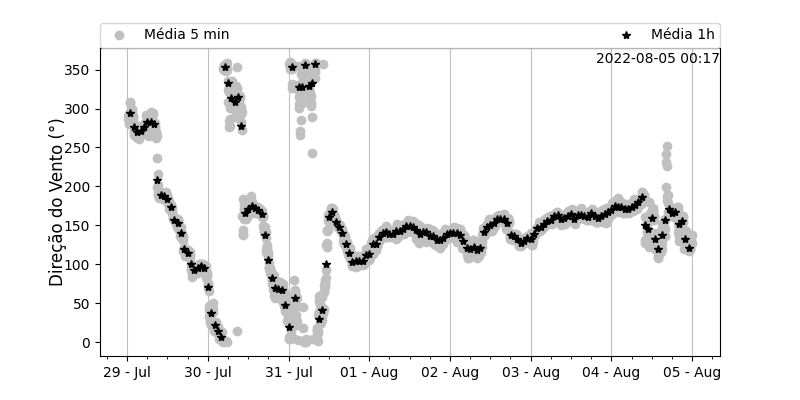 Média 5 min
Média 1h
2022-08-05 00:17
Direção do Vento (°)
350
300
250
200
150
100
50
0
29 - Jul
30 - Jul
31 - Jul
01 - Aug
02 - Aug
03 - Aug
04 - Aug
05 - Aug